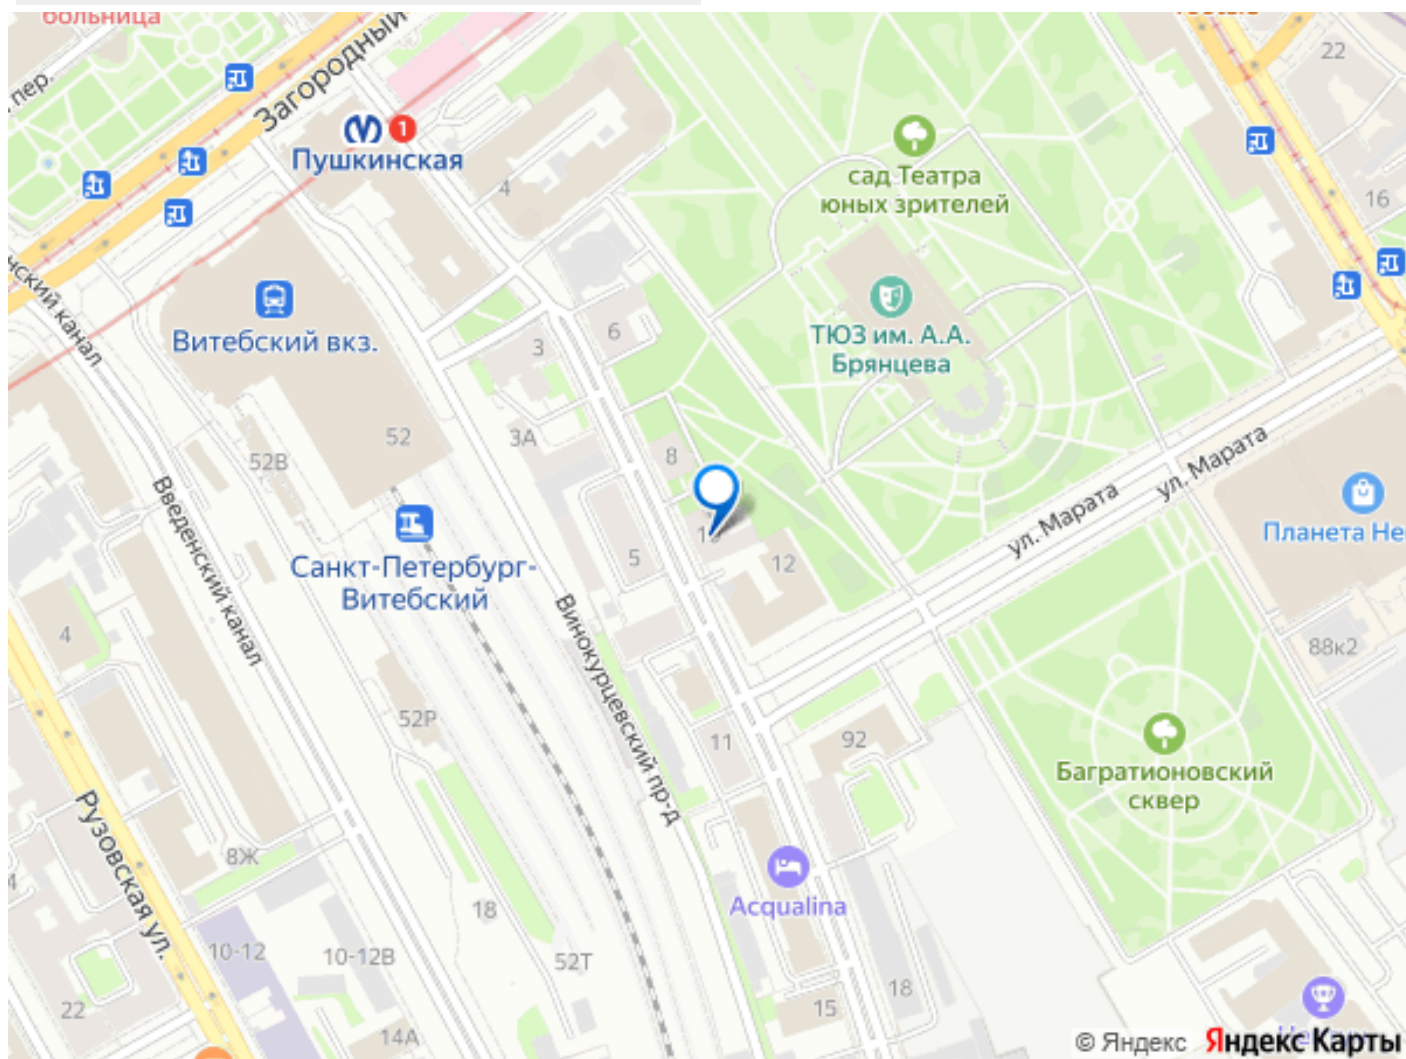 больница
22
пер.
Загородный
1
Пушкинская
4
сад Театра
юных зрителей
16
нский канал
Витебский вкз.
3
6
ТЮЗ им. А.А.
Брянцева
52
3А
8
52В
ул. Марата
ул. Марата
Введенский канал
Планета Не
Санкт-Петербург-
Витебский
5
12
4
Винокурцевский пр-д
88к2
52Р
11
92
Багратионовский
сквер
Рузовская ул.
8Ж
4
Acqualina
18
10-12
10-12В
52Т
18
22
15
14А
© Яндекс
Яндекс Карты